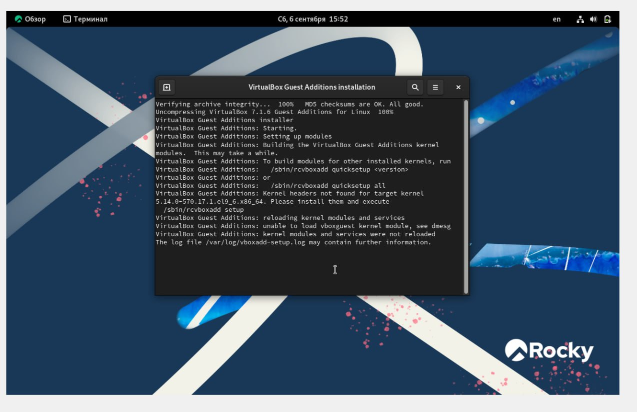 Обзор Терминал Сб, 6 сентября 15:52 en
VirtualBox Guest Additions installation
Verifying archive integrity... 100% MD5 checksums are OK. All good.
Uncompressing VirtualBox 7.1.6 Guest Additions for Linux 100%
VirtualBox Guest Additions installer
VirtualBox Guest Additions: Starting.
VirtualBox Guest Additions: Setting up modules
VirtualBox Guest Additions: Building the VirtualBox Guest Additions kernel
modules. This may take a while.
VirtualBox Guest Additions: To build modules for other installed kernels, run
VirtualBox Guest Additions: /sbin/rcvboxadd quicksetup <version>
VirtualBox Guest Additions: or
VirtualBox Guest Additions: /sbin/rcvboxadd quicksetup all
VirtualBox Guest Additions: Kernel headers not found for target kernel
5.14.0-570.17.1.el9_6.x86_64. Please install them and execute
/sbin/rcvboxadd setup
VirtualBox Guest Additions: reloading kernel modules and services
VirtualBox Guest Additions: unable to load vboxguest kernel module, see dmesg
VirtualBox Guest Additions: kernel modules and services were not reloaded
The log file /var/log/vboxadd-setup.log may contain further information.
Rocky